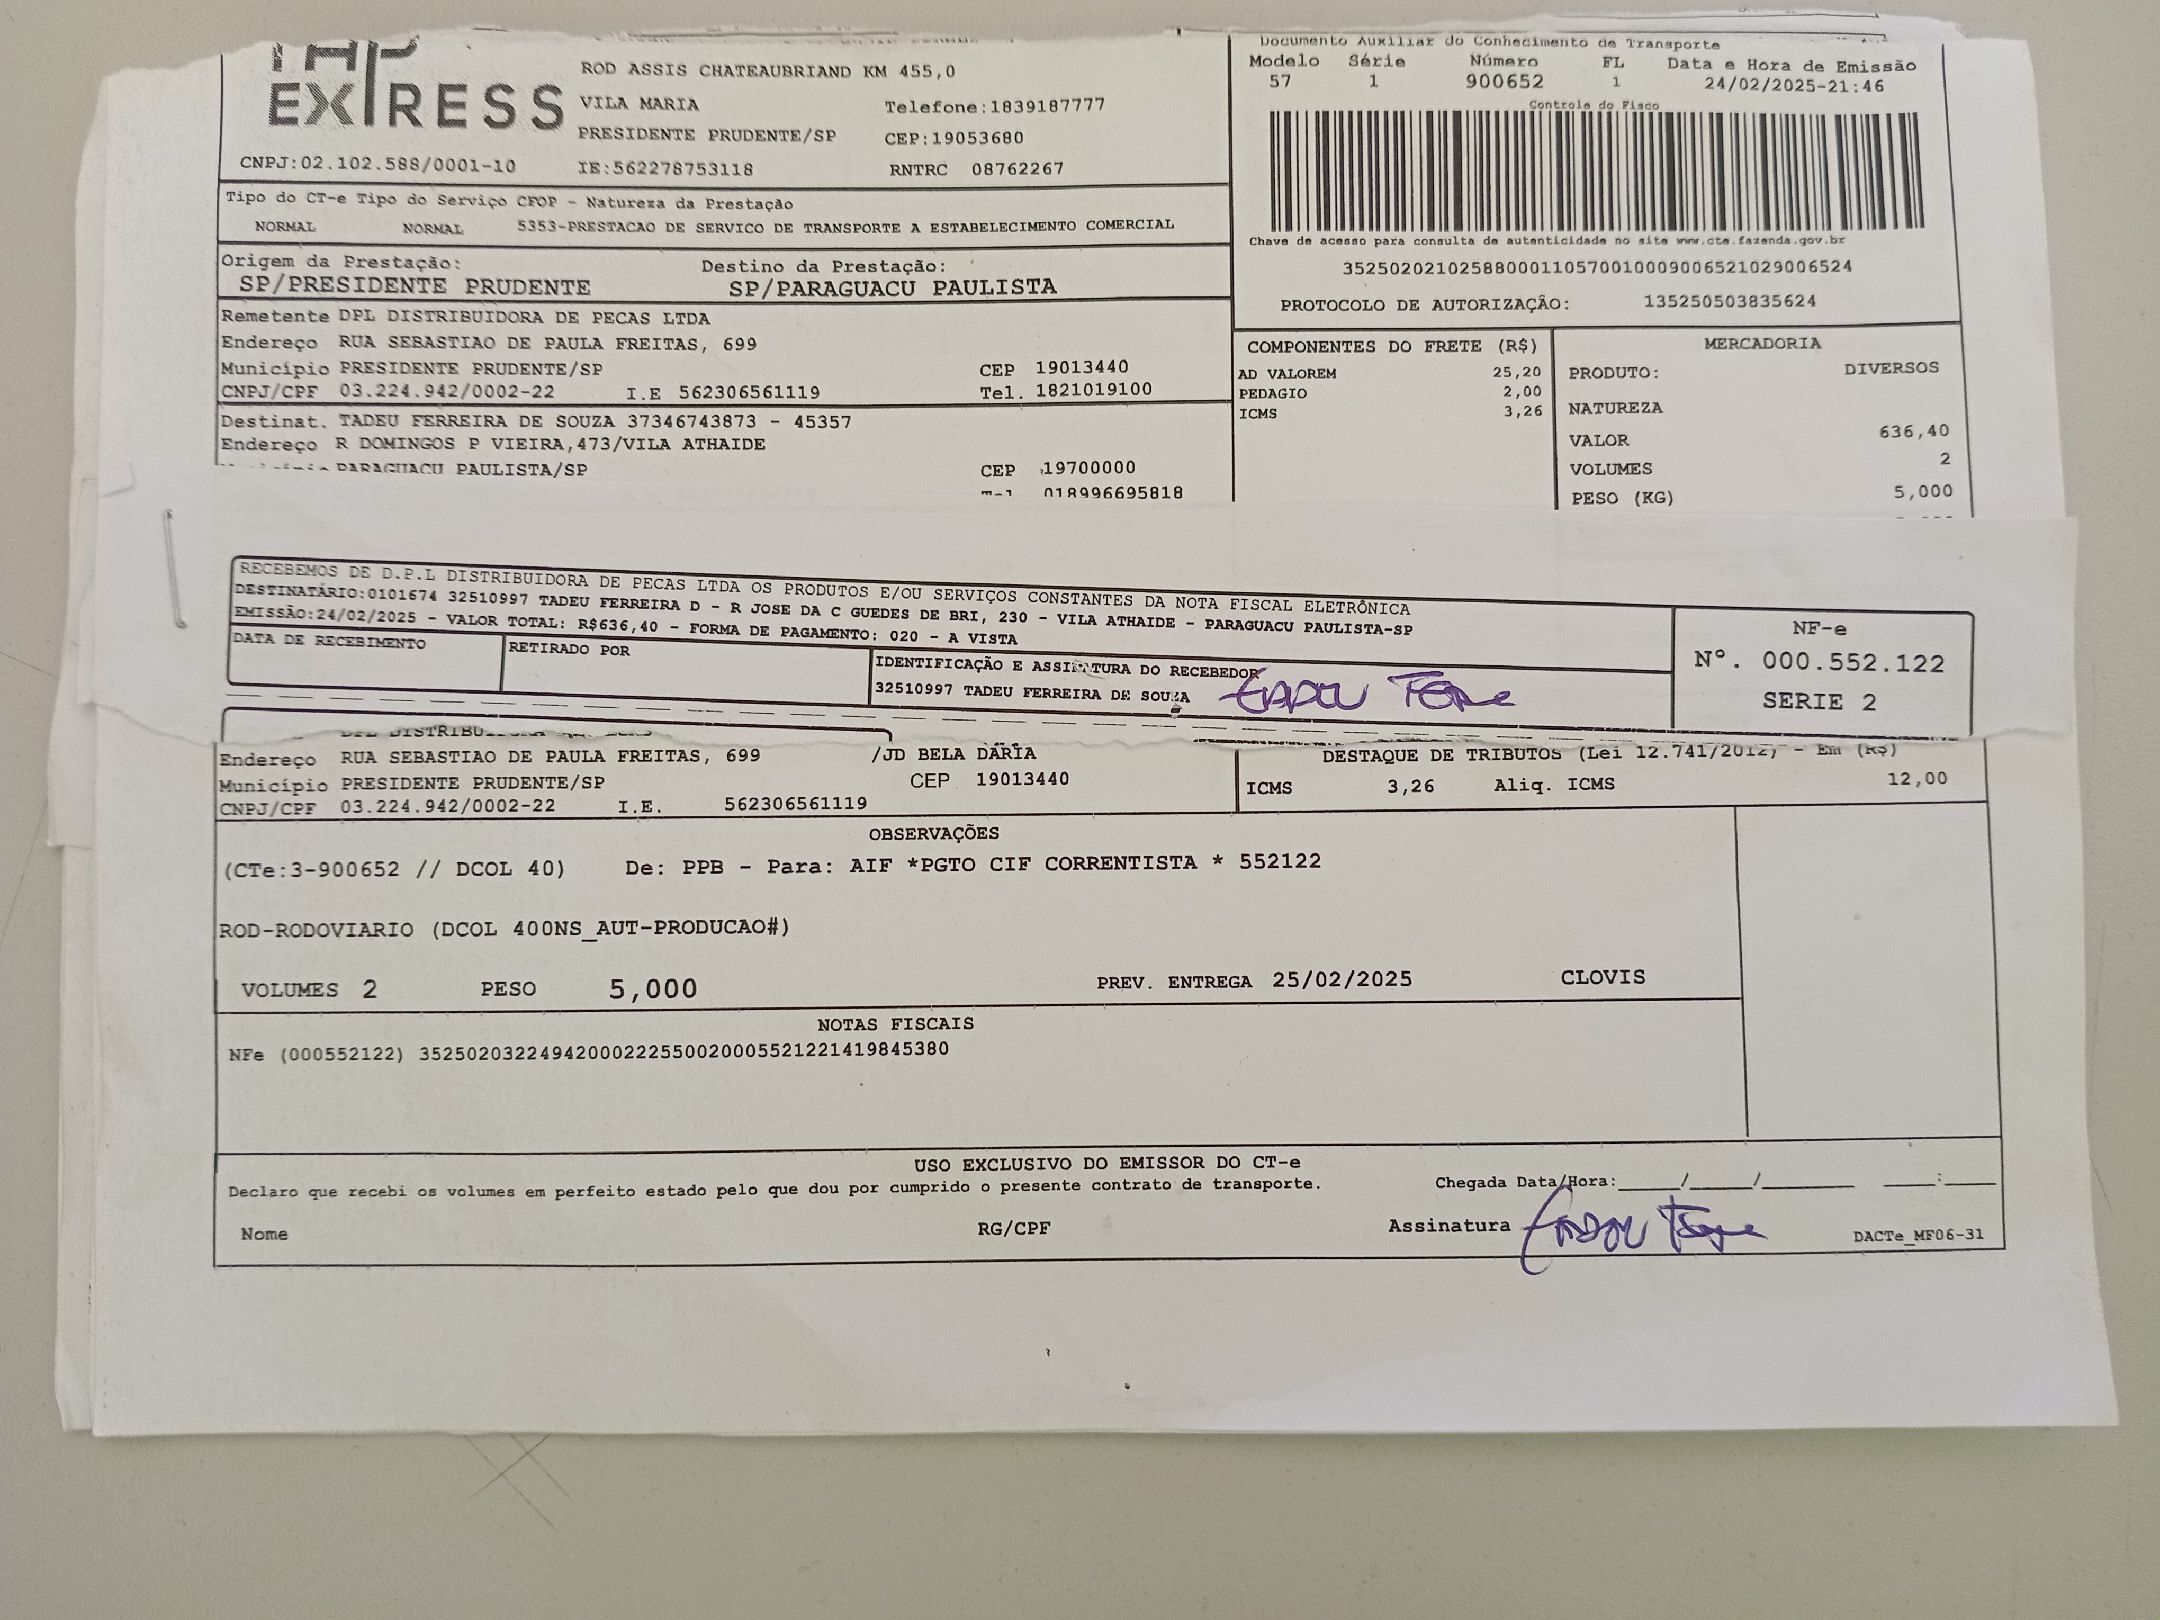 EXPRESS
ROD ASSIS CHATEAUBRIAND KM 455,0
VILA MARIA Telefone:1839187777
PRESIDENTE PRUDENTE/SP CEP:19053680
CNPJ:02.102.588/0001-10 IE:562278753118 RNTRC 08762267
Documento Auxiliar do Conhecimento de Transporte
Modelo Série Número FL Data e Hora de Emissão
57 1 900652 1 24/02/2025-21:46
Controle do Fisco
Chave de acesso para consulta de autenticidade no site www.cte.fazenda.gov.br
35250202102588000110570010009006521029006524
PROTOCOLO DE AUTORIZAÇÃO: 135250503835624
Tipo do CT-e Tipo do Serviço CFOP - Natureza da Prestação
NORMAL NORMAL 5353-PRESTACAO DE SERVICO DE TRANSPORTE A ESTABELECIMENTO COMERCIAL
Origem da Prestação: Destino da Prestação:
SP/PRESIDENTE PRUDENTE SP/PARAGUACU PAULISTA
Remetente DPL DISTRIBUIDORA DE PECAS LTDA
Endereço RUA SEBASTIAO DE PAULA FREITAS, 699
Município PRESIDENTE PRUDENTE/SP CEP 19013440
CNPJ/CPF 03.224.942/0002-22 I.E 562306561119 Tel. 1821019100
Destinat. TADEU FERREIRA DE SOUZA 37346743873 - 45357
Endereço R DOMINGOS P VIEIRA,473/VILA ATHAIDE
PARAGUACU PAULISTA/SP CEP 19700000
018996695818
COMPONENTES DO FRETE (R$)
AD VALOREM 25,20
PEDAGIO 2,00
ICMS 3,26
MERCADORIA
PRODUTO: DIVERSOS
NATUREZA
VALOR 636,40
VOLUMES 2
PESO (KG) 5,000
RECEBEMOS DE D.P.L DISTRIBUIDORA DE PECAS LTDA OS PRODUTOS E/OU SERVIÇOS CONSTANTES DA NOTA FISCAL ELETRÔNICA
DESTINATÁRIO:0101674 32510997 TADEU FERREIRA D - R JOSE DA C GUEDES DE BRI, 230 - VILA ATHAIDE - PARAGUACU PAULISTA-SP
EMISSÃO:24/02/2025 - VALOR TOTAL: R$636,40 - FORMA DE PAGAMENTO: 020 - A VISTA
DATA DE RECEBIMENTO RETIRADO POR IDENTIFICAÇÃO E ASSINATURA DO RECEBEDOR
32510997 TADEU FERREIRA DE SOUZA
NF-e
Nº. 000.552.122
SERIE 2
DPL DISTRIBU
Endereço RUA SEBASTIAO DE PAULA FREITAS, 699 /JD BELA DARIA
Município PRESIDENTE PRUDENTE/SP CEP 19013440
CNPJ/CPF 03.224.942/0002-22 I.E. 562306561119
DESTAQUE DE TRIBUTOS (Lei 12.741/2012) - Em (R$)
ICMS 3,26 Aliq. ICMS 12,00
OBSERVAÇÕES
(CTe:3-900652 // DCOL 40) De: PPB - Para: AIF *PGTO CIF CORRENTISTA * 552122
ROD-RODOVIARIO (DCOL 400NS_AUT-PRODUCAO#)
VOLUMES 2 PESO 5,000 PREV. ENTREGA 25/02/2025 CLOVIS
NOTAS FISCAIS
NFe (000552122) 35250203224942000222550020005521221419845380
USO EXCLUSIVO DO EMISSOR DO CT-e
Declaro que recebi os volumes em perfeito estado pelo que dou por cumprido o presente contrato de transporte. Chegada Data/Hora:_____/_____/________ ____:____
Nome RG/CPF Assinatura DACTe_MF06-31